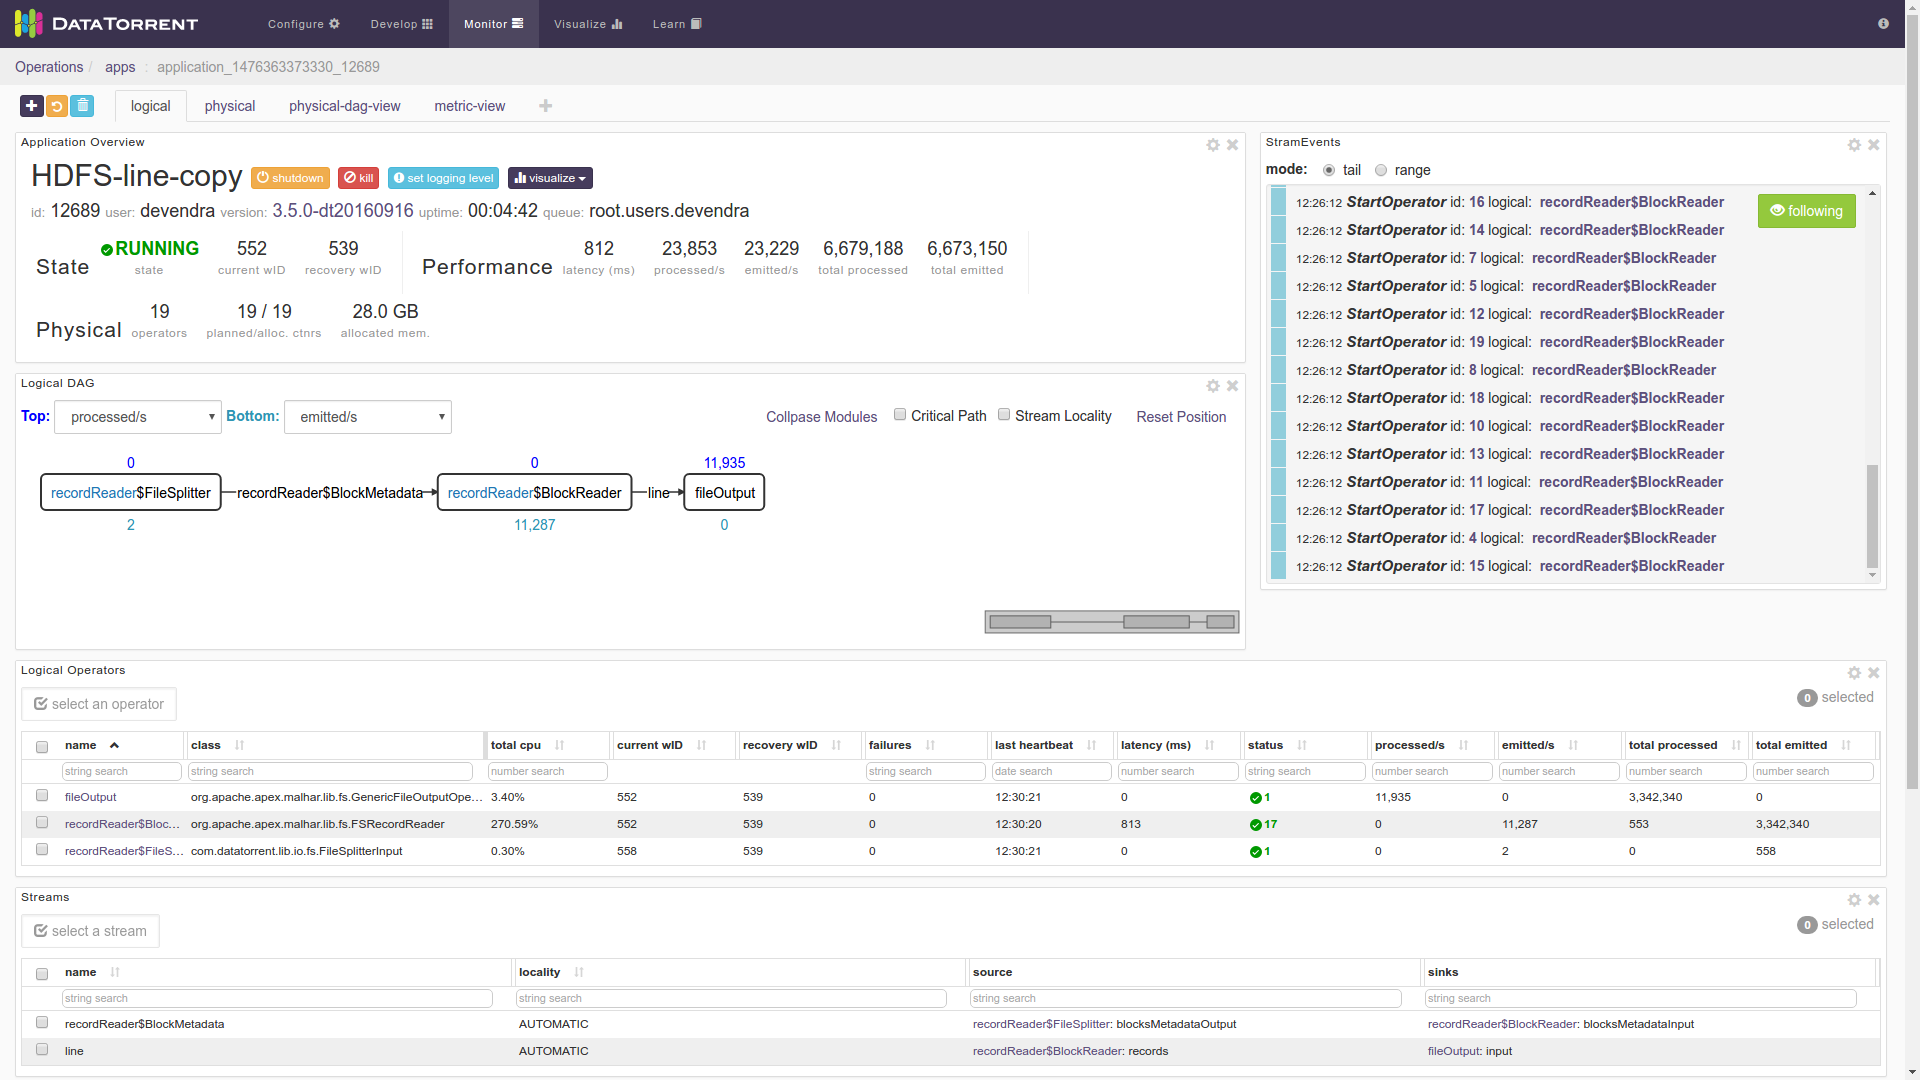 DATATORRENT Configure Develop Monitor Visualize Learn
Operations / apps : application_1476363373330_12689
logical physical physical-dag-view metric-view
Application Overview
HDFS-line-copy shutdown kill set logging level visualize
id: 12689 user: devendra version: 3.5.0-dt20160916 uptime: 00:04:42 queue: root.users.devendra
State RUNNING state 552 current wID 539 recovery wID
Performance 812 latency (ms) 23,853 processed/s 23,229 emitted/s 6,679,188 total processed 6,673,150 total emitted
Physical 19 operators 19 / 19 planned/alloc. ctnrs 28.0 GB allocated mem.
StramEvents
mode: tail range
following
12:26:12 StartOperator id: 16 logical: recordReader$BlockReader
12:26:12 StartOperator id: 14 logical: recordReader$BlockReader
12:26:12 StartOperator id: 7 logical: recordReader$BlockReader
12:26:12 StartOperator id: 5 logical: recordReader$BlockReader
12:26:12 StartOperator id: 12 logical: recordReader$BlockReader
12:26:12 StartOperator id: 19 logical: recordReader$BlockReader
12:26:12 StartOperator id: 8 logical: recordReader$BlockReader
12:26:12 StartOperator id: 18 logical: recordReader$BlockReader
12:26:12 StartOperator id: 10 logical: recordReader$BlockReader
12:26:12 StartOperator id: 13 logical: recordReader$BlockReader
12:26:12 StartOperator id: 11 logical: recordReader$BlockReader
12:26:12 StartOperator id: 17 logical: recordReader$BlockReader
12:26:12 StartOperator id: 4 logical: recordReader$BlockReader
12:26:12 StartOperator id: 15 logical: recordReader$BlockReader
Logical DAG
Top: processed/s Bottom: emitted/s Collpase Modules Critical Path Stream Locality Reset Position
0 0 11,935
recordReader$FileSplitter recordReader$BlockMetadata recordReader$BlockReader line fileOutput
2 11,287 0
Logical Operators
select an operator 0 selected
name class total cpu current wID recovery wID failures last heartbeat latency (ms) status processed/s emitted/s total processed total emitted
string search string search number search string search date search number search string search number search number search number search number search
fileOutput org.apache.apex.malhar.lib.fs.GenericFileOutputOpe... 3.40% 552 539 0 12:30:21 0 1 11,935 0 3,342,340 0
recordReader$Bloc... org.apache.apex.malhar.lib.fs.FSRecordReader 270.59% 552 539 0 12:30:20 813 17 0 11,287 553 3,342,340
recordReader$FileS... com.datatorrent.lib.io.fs.FileSplitterInput 0.30% 558 539 0 12:30:21 0 1 0 2 0 558
Streams
select a stream 0 selected
name locality source sinks
string search string search string search string search
recordReader$BlockMetadata AUTOMATIC recordReader$FileSplitter: blocksMetadataOutput recordReader$BlockReader: blocksMetadataInput
line AUTOMATIC recordReader$BlockReader: records fileOutput: input